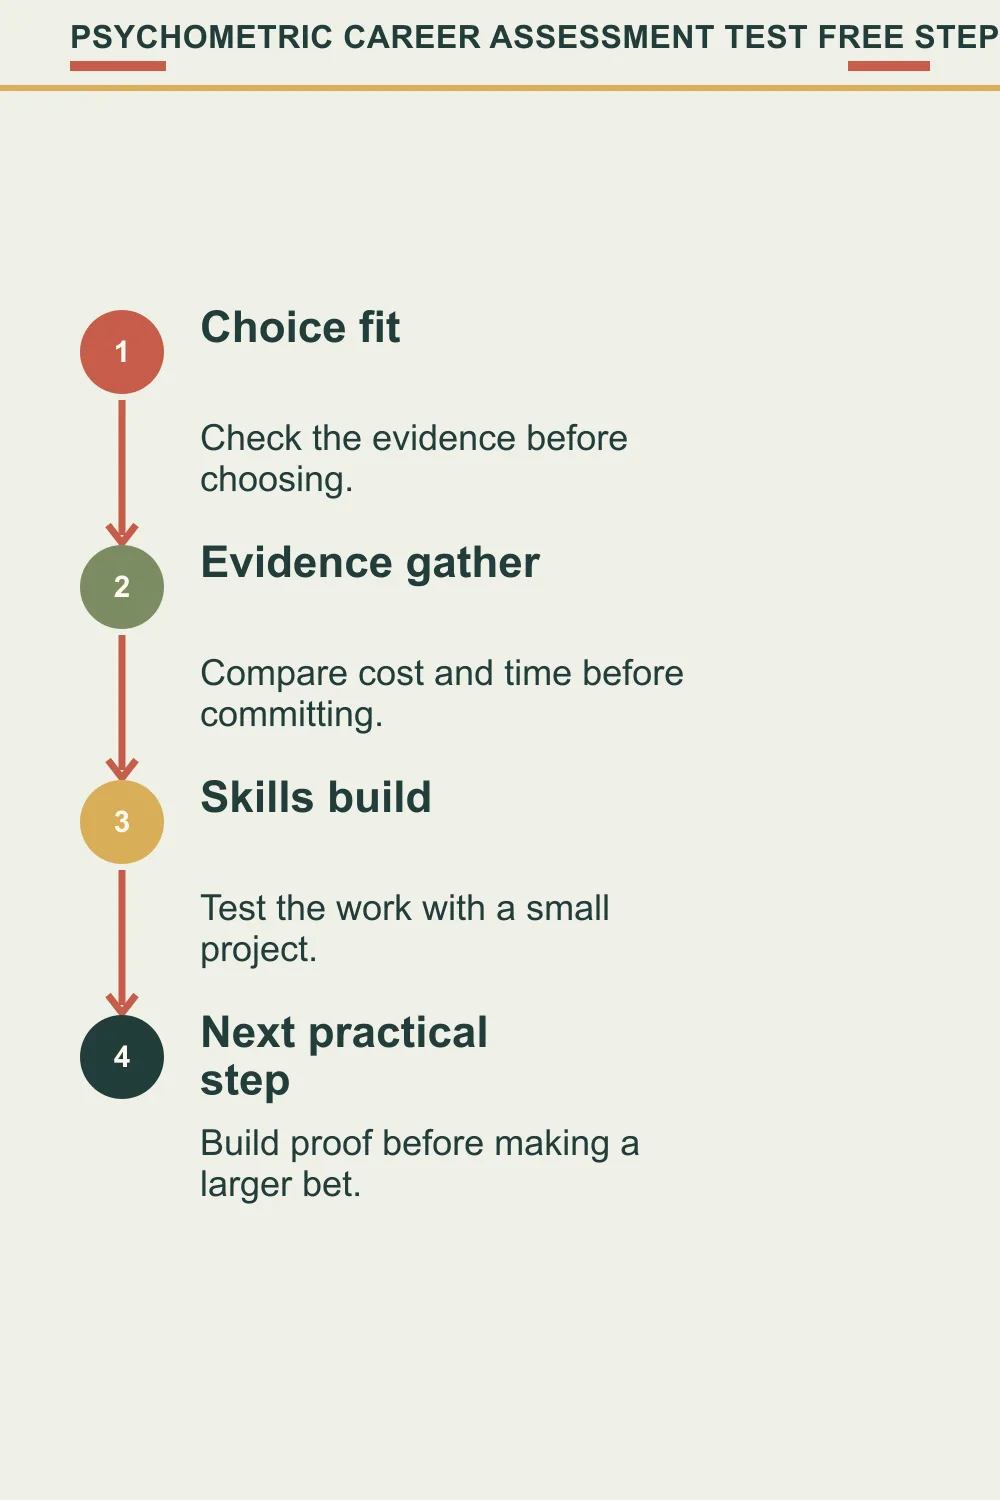 PSYCHOMETRIC CAREER ASSESSMENT TEST FREE STEP
1
Choice fit
Check the evidence before
choosing.
2
Evidence gather
Compare cost and time before
committing.
3
Skills build
Test the work with a small
project.
4
Next practical
step
Build proof before making a
larger bet.